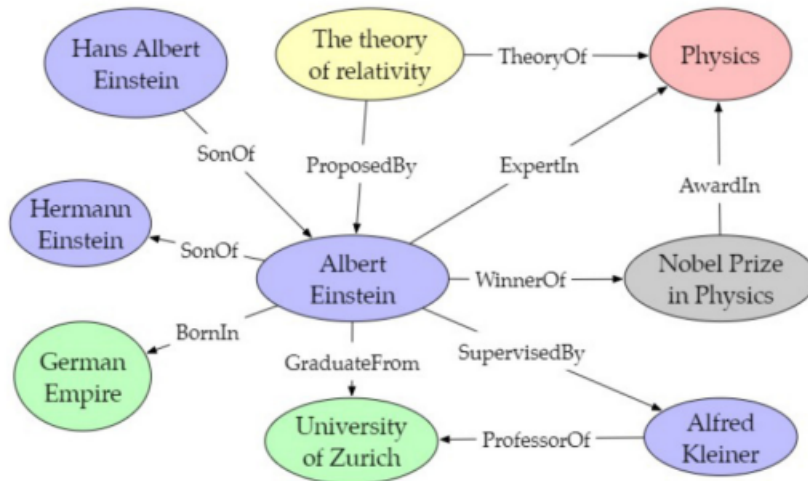 Hans Albert
Einstein
The theory
of relativity
TheoryOf
Physics
SonOf
ProposedBy
ExpertIn
AwardIn
Hermann
Einstein
SonOf
Albert
Einstein
WinnerOf
Nobel Prize
in Physics
BornIn
GraduateFrom
SupervisedBy
German
Empire
University
of Zurich
ProfessorOf
Alfred
Kleiner